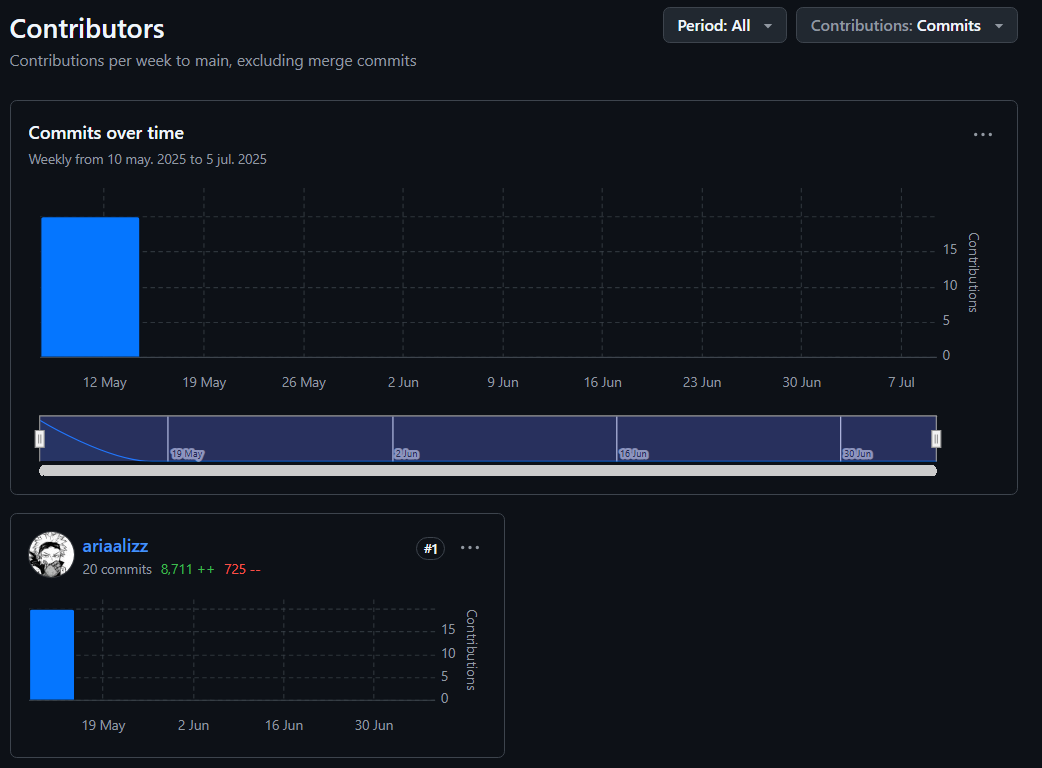 Contributors
Period: All
Contributions: Commits
Contributions per week to main, excluding merge commits
Commits over time
Weekly from 10 may. 2025 to 5 jul. 2025
15
10
5
0
Contributions
12 May
19 May
26 May
2 Jun
9 Jun
16 Jun
23 Jun
30 Jun
7 Jul
19 May
2 Jun
16 Jun
30 Jun
ariaalizz
#1
20 commits 8,711 ++ 725 --
15
10
5
0
Contributions
19 May
2 Jun
16 Jun
30 Jun